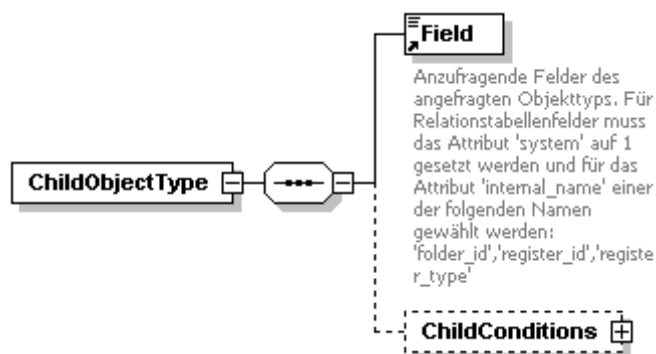 Field
Anzufragende Felder des
angefragten Objekttyps. Für
Relationstabellenfelder muss
das Attribut 'system' auf 1
gesetzt werden und für das
Attribut 'internal_name' einer
der folgenden Namen
gewählt werden:
'folder_id','register_id','registe
r_type'
ChildObjectType
ChildConditions